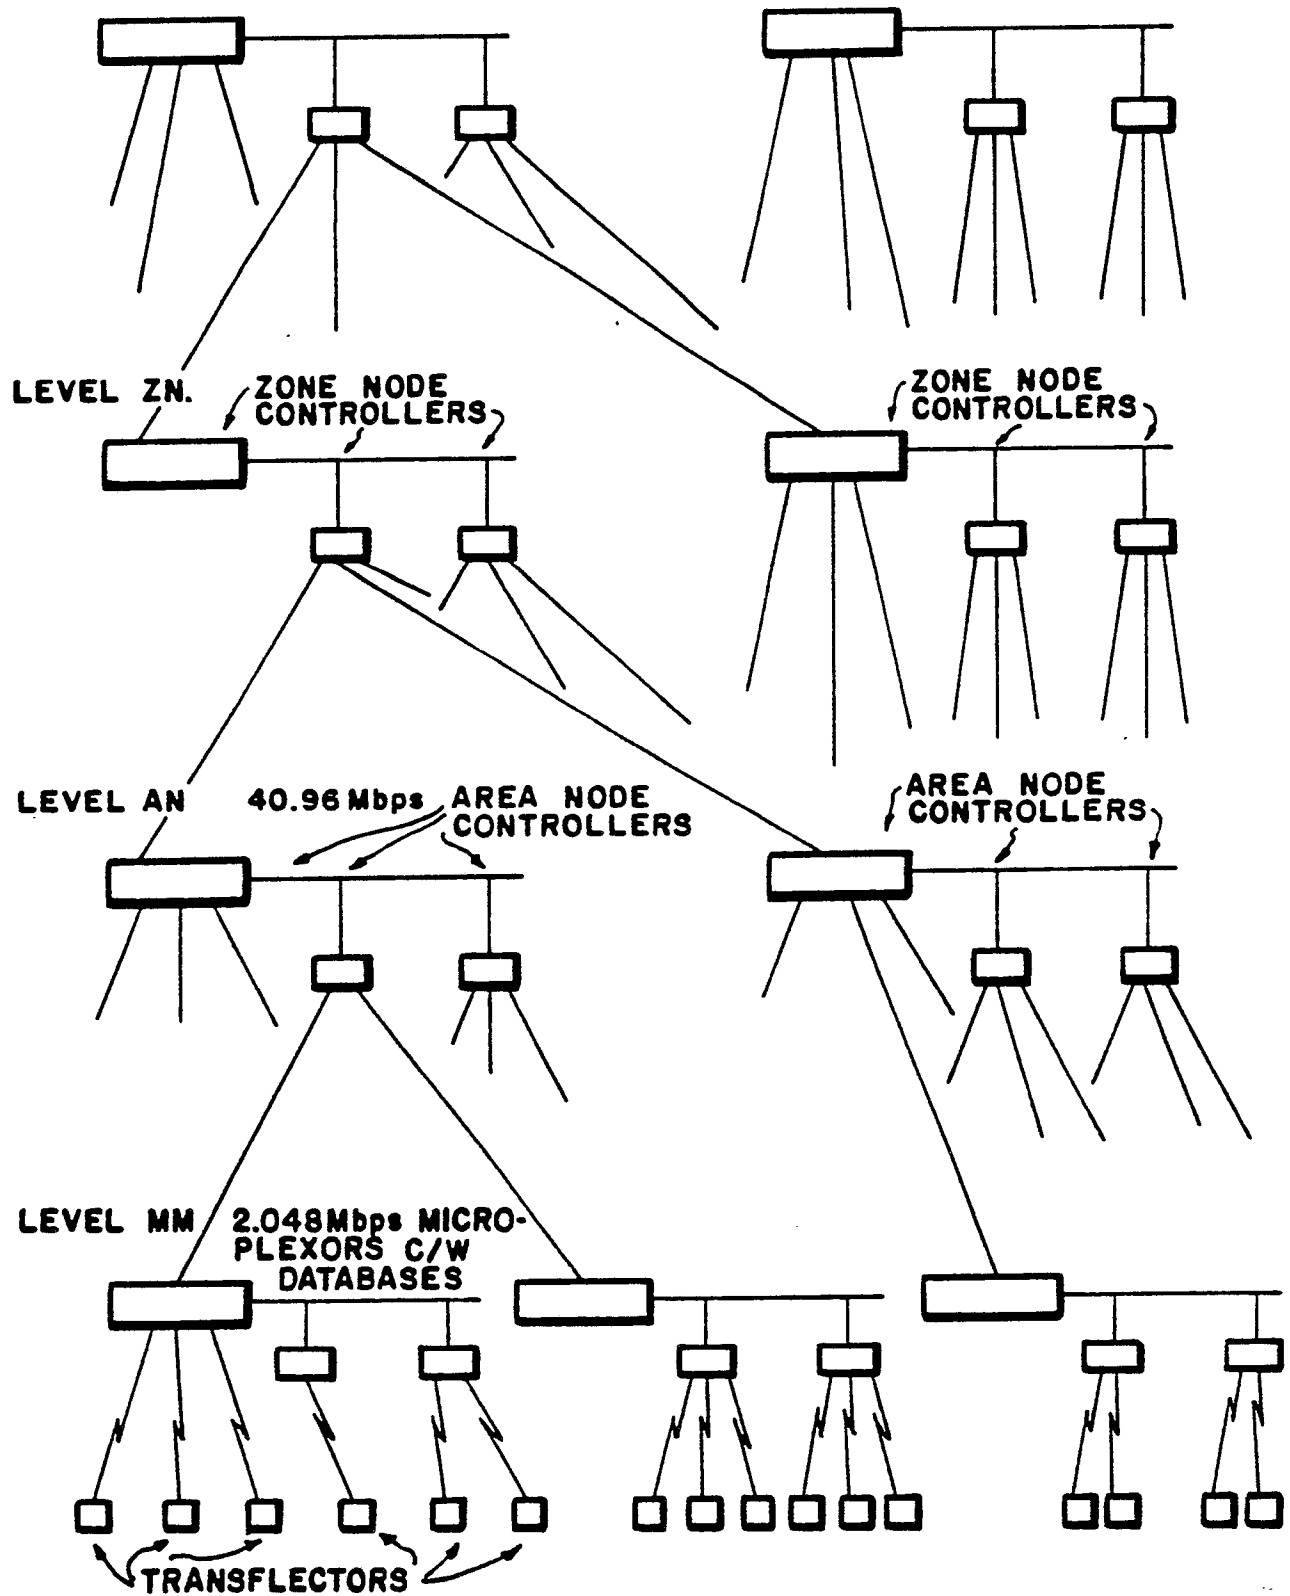 LEVEL ZN.
ZONE NODE
CONTROLLERS
ZONE NODE
CONTROLLERS
LEVEL AN
40.96 Mbps
AREA NODE
CONTROLLERS
AREA NODE
CONTROLLERS
LEVEL MM
2.048Mbps MICRO-
PLEXORS C/W
DATABASES
TRANSFLECTORS